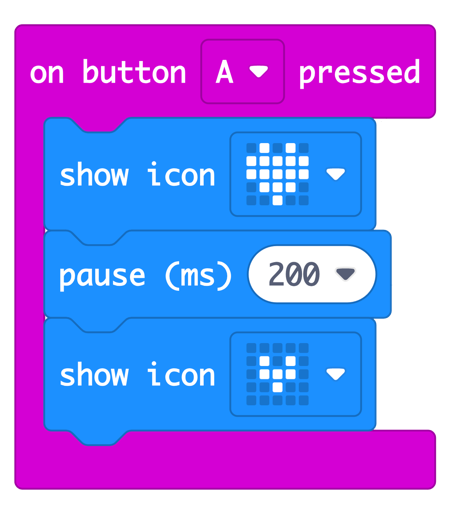 on button A pressed
show icon
pause (ms) 200
show icon